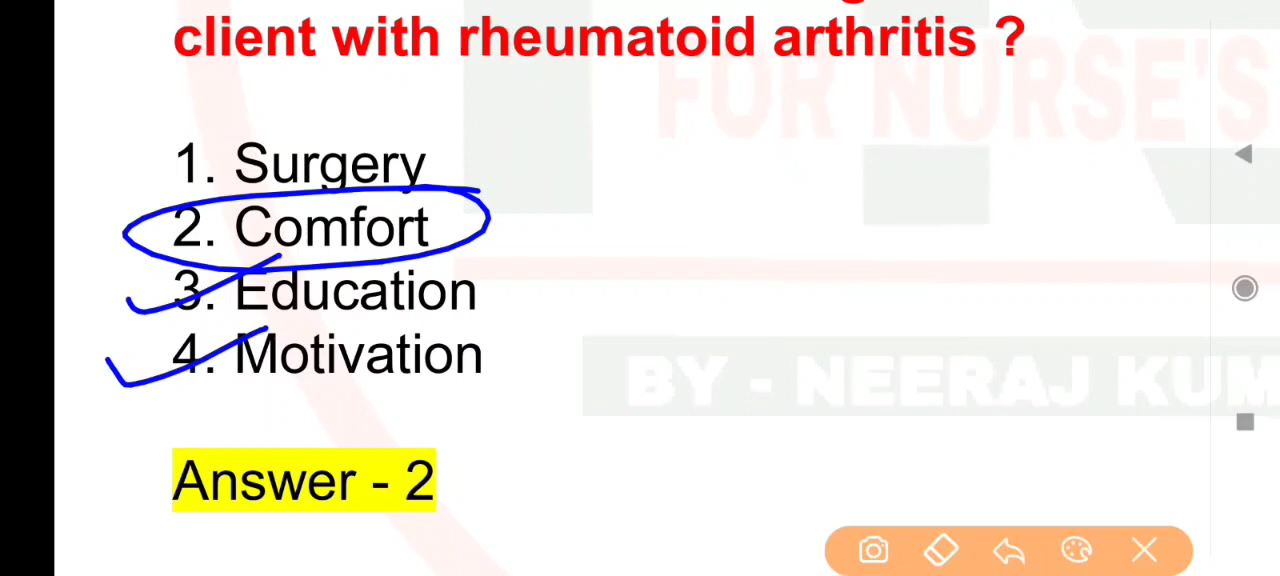 client with rheumatoid arthritis ?
FOR NURSE'S
1. Surgery
2. Comfort
3. Education
4. Motivation
BY - NEERAJ KUM
Answer - 2